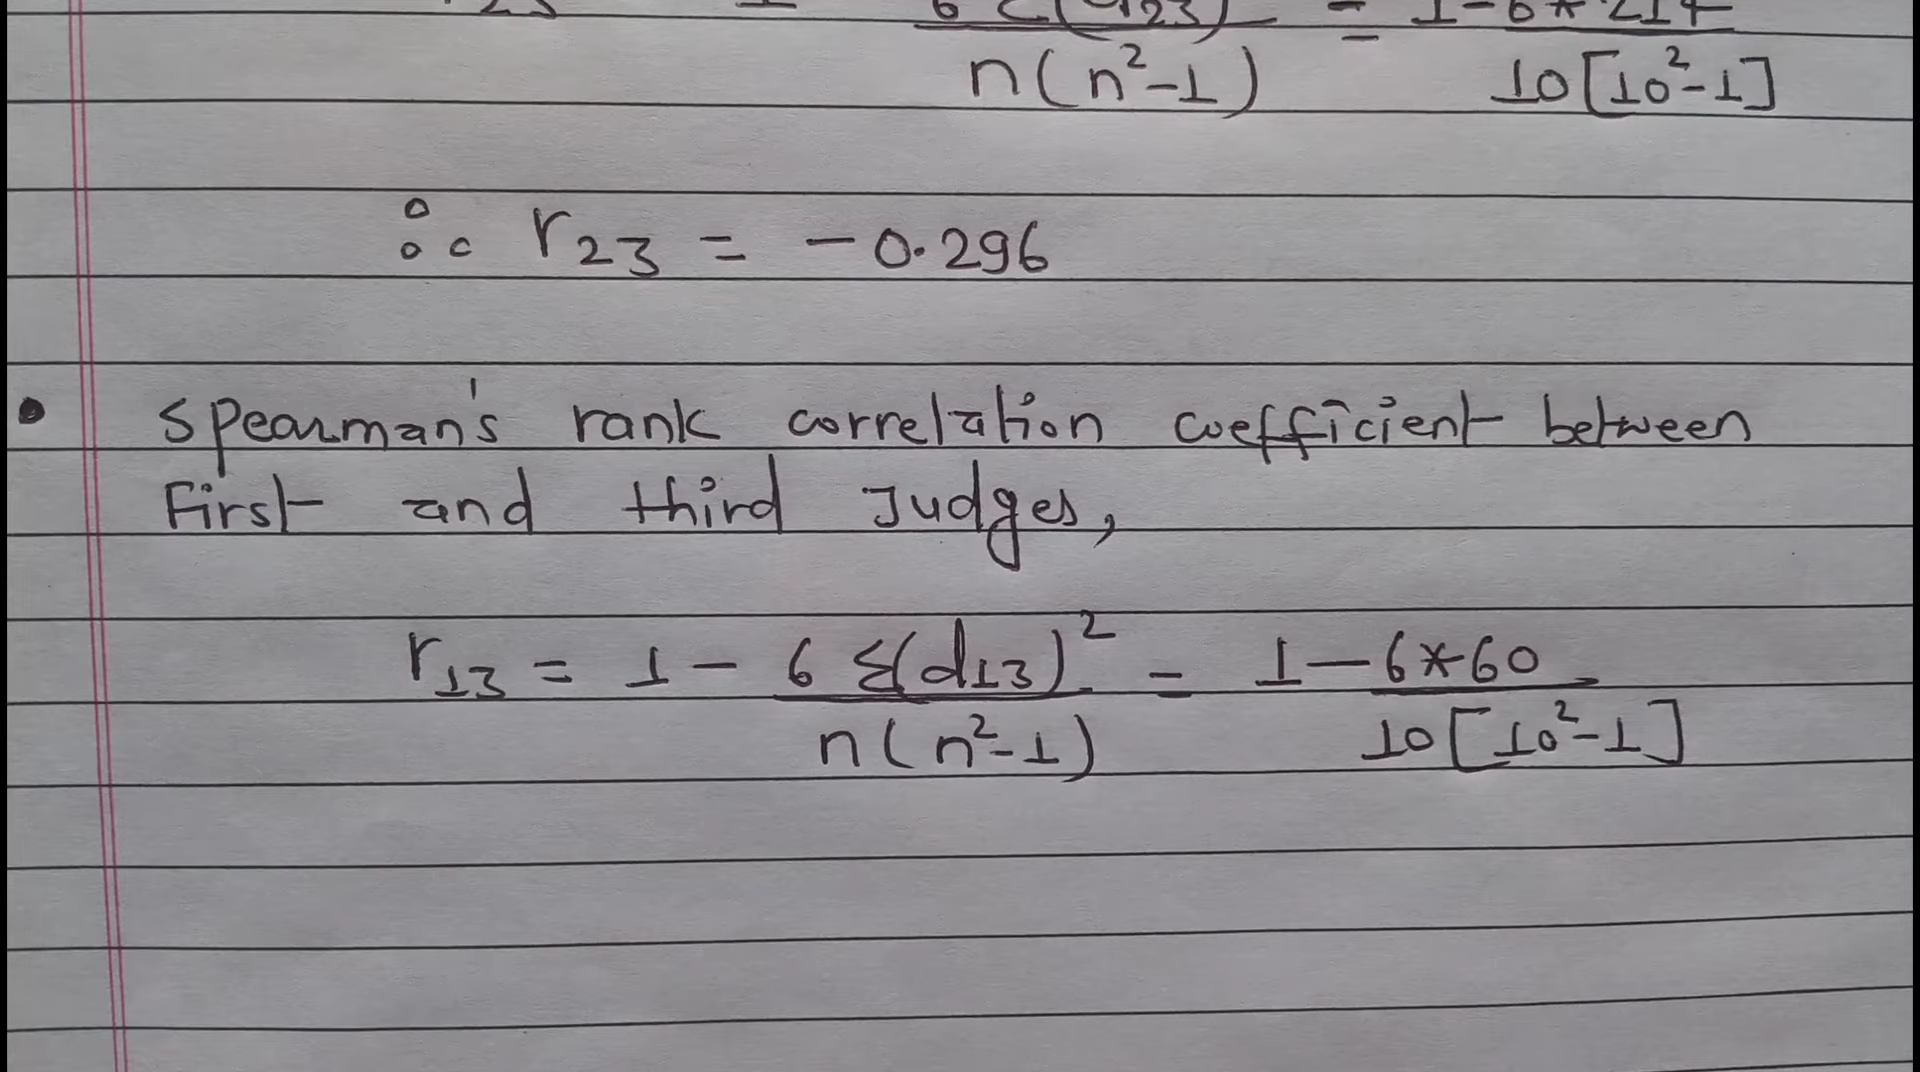 n(n²-1) 10[10²-1]
∴ r₂₃ = -0.296
• Spearman's rank correlation coefficient between
First and third Judges,
r₁₃ = 1 - 6 Σ(d₁₃)² = 1 - 6*60
n(n²-1) 10[10²-1]